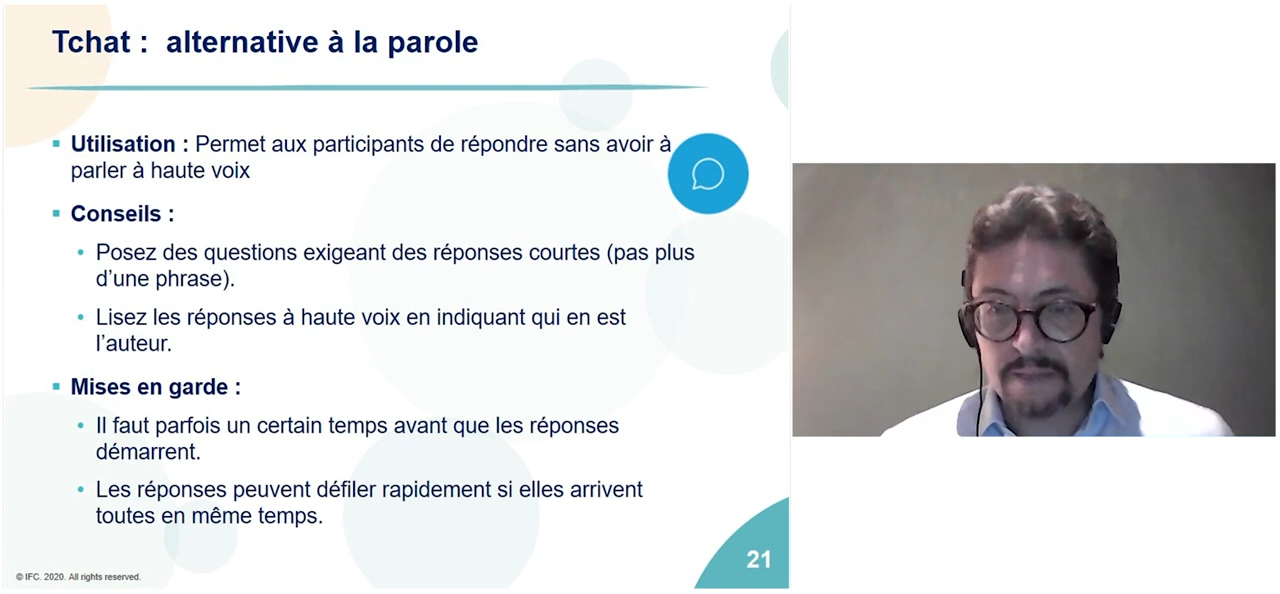 Tchat :  alternative à la parole
Utilisation : Permet aux participants de répondre sans avoir à
parler à haute voix
Conseils :
Posez des questions exigeant des réponses courtes (pas plus
d’une phrase).
Lisez les réponses à haute voix en indiquant qui en est
l’auteur.
Mises en garde :
Il faut parfois un certain temps avant que les réponses
démarrent.
Les réponses peuvent défiler rapidement si elles arrivent
toutes en même temps.
21
© IFC. 2020. All rights reserved.